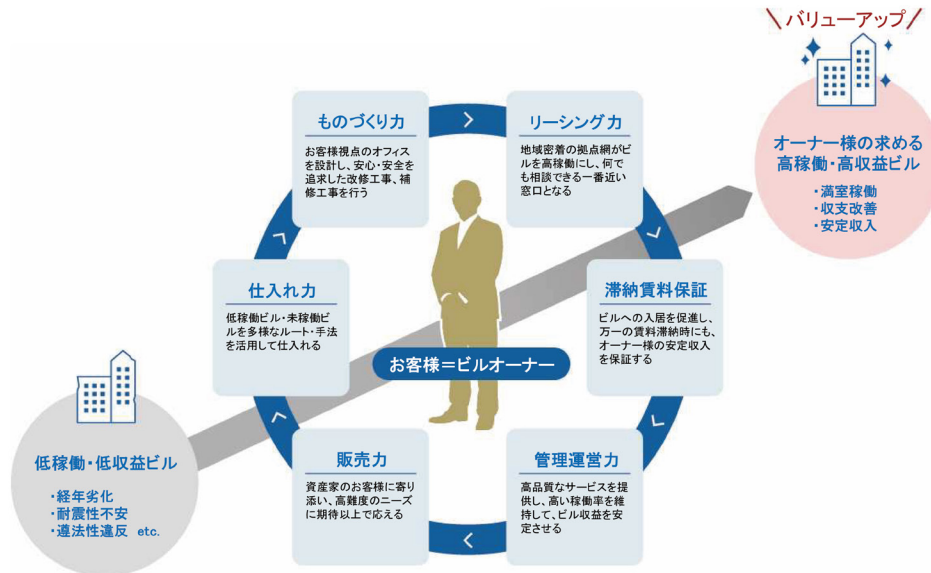 バリューアップ
オーナー様の求める
高稼働・高収益ビル
・満室稼働
・収支改善
・安定収入
ものづくり力
お客様視点のオフィス
を設計し、安心・安全を
追求した改修工事、補
修工事を行う
リーシング力
地域密着の拠点網がビ
ルを高稼働にし、何で
も相談できる一番近い
窓口となる
仕入れ力
低稼働ビル・未稼働ビ
ルを多様なルート・手法
を活用して仕入れる
滞納賃料保証
ビルへの入居を促進し、
万一の賃料滞納時にも、
オーナー様の安定収入
を保証する
お客様=ビルオーナー
販売力
資産家のお客様に寄り
添い、高難度のニーズ
に期待以上で応える
管理運営力
高品質なサービスを提
供し、高い稼働率を維
持して、ビル収益を安
定させる
低稼働・低収益ビル
・経年劣化
・耐震性不安
・遵法性違反 etc.